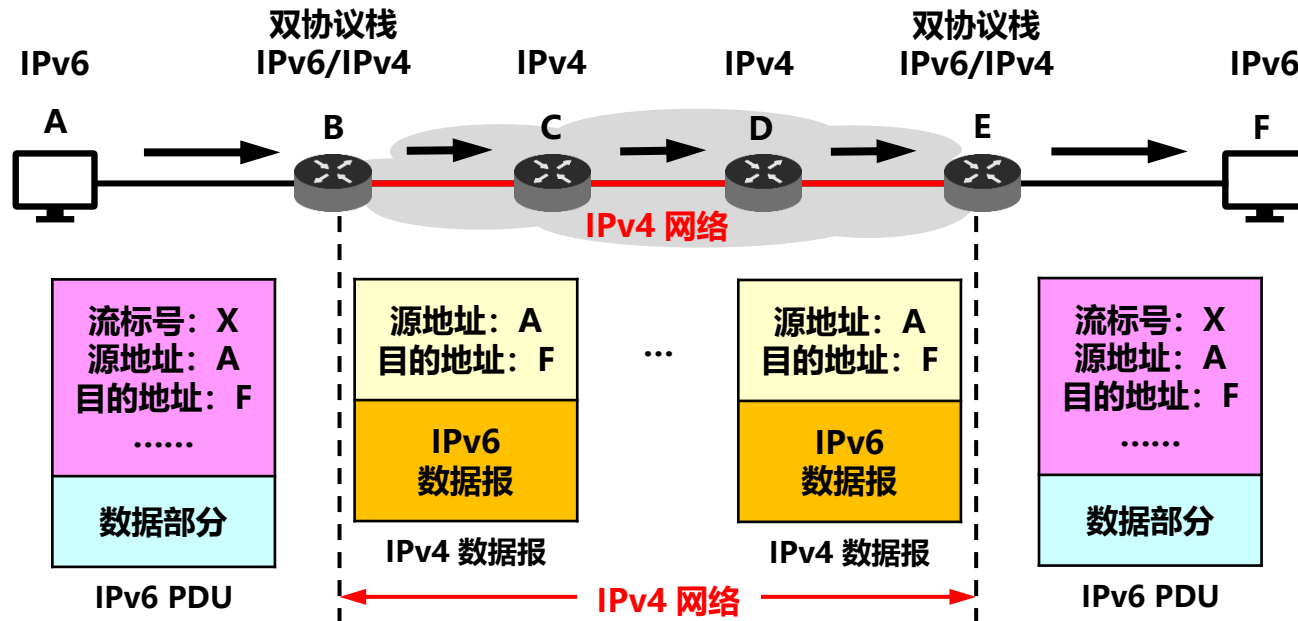 双协议栈
双协议栈
IPv6
IPv6/IPv4
IPv4
IPv4
IPv6/IPv4
IPv6
A
B
C
D
E
F
IPv4 网络
流标号：X
源地址：A
目的地址：F
……
数据部分
IPv6 PDU
源地址：A
目的地址：F
IPv6
数据报
IPv4 数据报
...
源地址：A
目的地址：F
IPv6
数据报
IPv4 数据报
流标号：X
源地址：A
目的地址：F
……
数据部分
IPv6 PDU
IPv4 网络